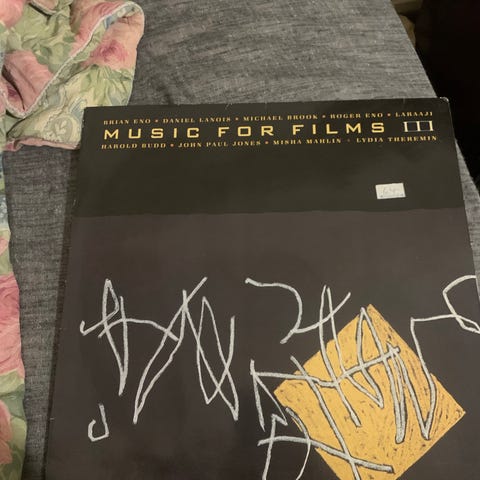 BRIAN ENO • DANIEL LANOIS • MICHAEL BROOK • ROGER ENO • LARAAJI
MUSIC FOR FILMS III
HAROLD BUDD • JOHN PAUL JONES • MISHA MAHLIN • LYDIA THEREMIN